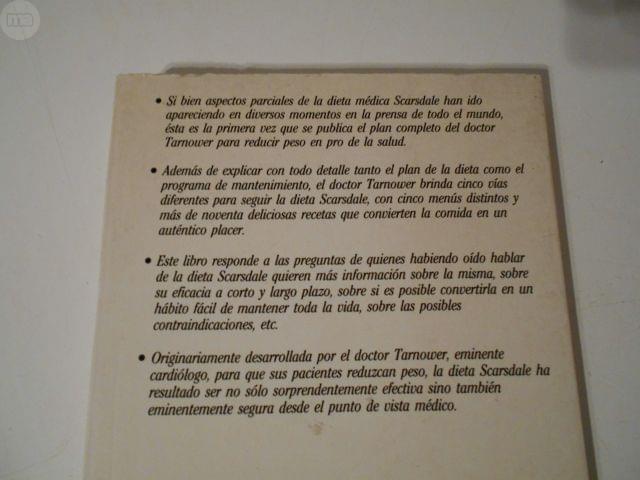 ma
• Si bien aspectos parciales de la dieta médica Scarsdale han ido
apareciendo en diversos momentos en la prensa de todo el mundo,
ésta es la primera vez que se publica el plan completo del doctor
Tarnower para reducir peso en pro de la salud.
• Además de explicar con todo detalle tanto el plan de la dieta como el
programa de mantenimiento, el doctor Tarnower brinda cinco vías
diferentes para seguir la dieta Scarsdale, con cinco menús distintos y
más de noventa deliciosas recetas que convierten la comida en un
auténtico placer.
• Este libro responde a las preguntas de quienes habiendo oído hablar
de la dieta Scarsdale quieren más información sobre la misma, sobre
su eficacia a corto y largo plazo, sobre si es posible convertirla en un
hábito fácil de mantener toda la vida, sobre las posibles
contraindicaciones, etc.
• Originariamente desarrollada por el doctor Tarnower, eminente
cardiólogo, para que sus pacientes reduzcan peso, la dieta Scarsdale ha
resultado ser no sólo sorprendentemente efectiva sino también
eminentemente segura desde el punto de vista médico.